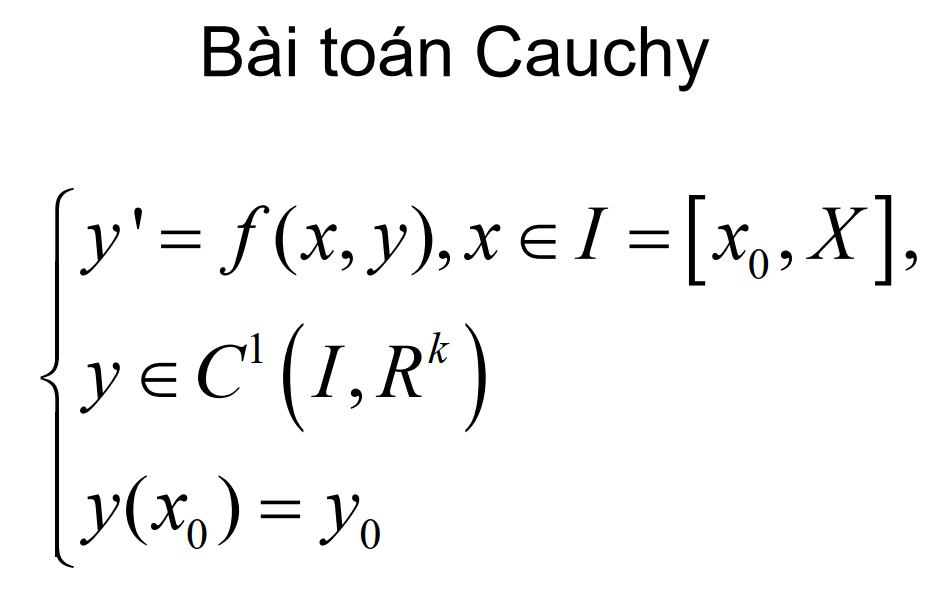 Bài toán Cauchy
y' = f(x, y), x ∈ I = [x₀, X],
y ∈ C¹(I, Rᵏ)
y(x₀) = y₀